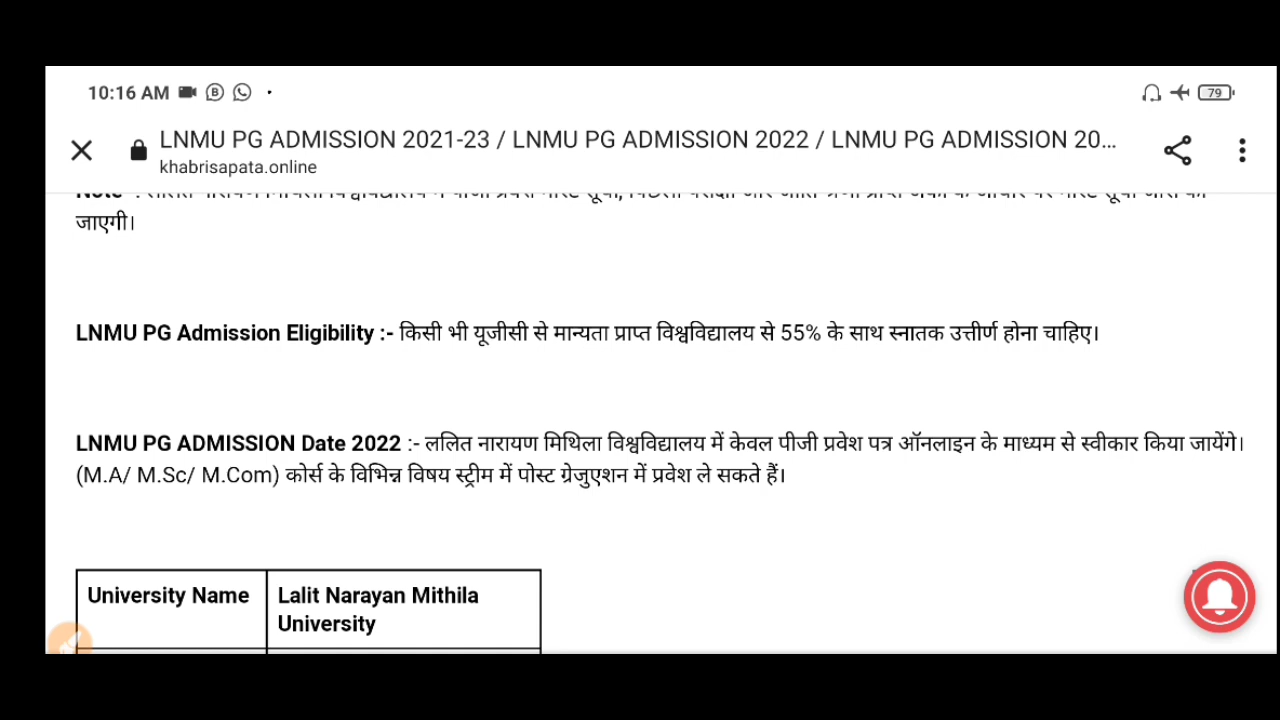 10:16 AM
79
LNMU PG ADMISSION 2021-23 / LNMU PG ADMISSION 2022 / LNMU PG ADMISSION 20...
khabrisapata.online
जाएगी।
LNMU PG Admission Eligibility :- किसी भी यूजीसी से मान्यता प्राप्त विश्वविद्यालय से 55% के साथ स्नातक उत्तीर्ण होना चाहिए।
LNMU PG ADMISSION Date 2022 :- ललित नारायण मिथिला विश्वविद्यालय में केवल पीजी प्रवेश पत्र ऑनलाइन के माध्यम से स्वीकार किया जायेंगे।
(M.A/ M.Sc/ M.Com) कोर्स के विभिन्न विषय स्ट्रीम में पोस्ट ग्रेजुएशन में प्रवेश ले सकते हैं।
University Name
Lalit Narayan Mithila
University